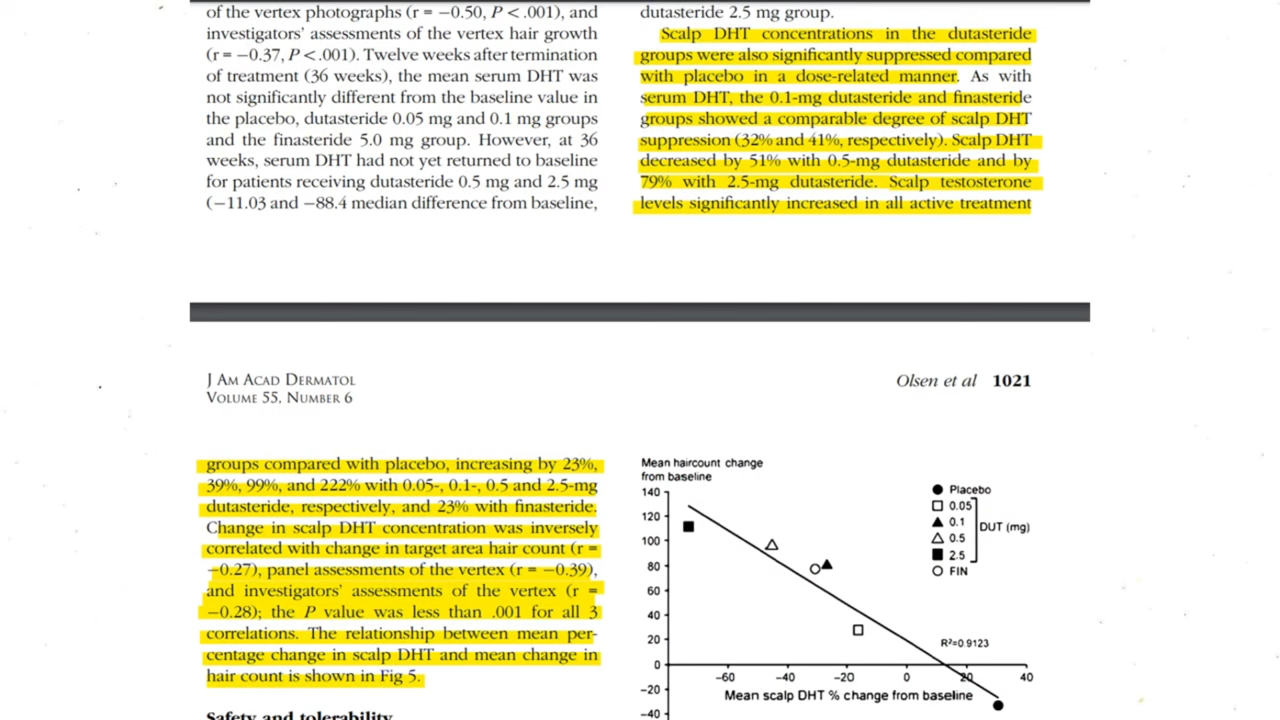 of the vertex photographs (r = −0.50, P < .001), and
investigators' assessments of the vertex hair growth
(r = −0.37, P < .001). Twelve weeks after termination
of treatment (36 weeks), the mean serum DHT was
not significantly different from the baseline value in
the placebo, dutasteride 0.05 mg and 0.1 mg groups
and the finasteride 5.0 mg group. However, at 36
weeks, serum DHT had not yet returned to baseline
for patients receiving dutasteride 0.5 mg and 2.5 mg
(−11.03 and −88.4 median difference from baseline,
dutasteride 2.5 mg group.
Scalp DHT concentrations in the dutasteride
groups were also significantly suppressed compared
with placebo in a dose-related manner. As with
serum DHT, the 0.1-mg dutasteride and finasteride
groups showed a comparable degree of scalp DHT
suppression (32% and 41%, respectively). Scalp DHT
decreased by 51% with 0.5-mg dutasteride and by
79% with 2.5-mg dutasteride. Scalp testosterone
levels significantly increased in all active treatment
J AM ACAD DERMATOL
VOLUME 55, NUMBER 6
Olsen et al 1021
groups compared with placebo, increasing by 23%,
39%, 99%, and 222% with 0.05-, 0.1-, 0.5 and 2.5-mg
dutasteride, respectively, and 23% with finasteride.
Change in scalp DHT concentration was inversely
correlated with change in target area hair count (r =
−0.27), panel assessments of the vertex (r = −0.39),
and investigators' assessments of the vertex (r =
−0.28); the P value was less than .001 for all 3
correlations. The relationship between mean per-
centage change in scalp DHT and mean change in
hair count is shown in Fig 5.
Safety and tolerability
Mean haircount change
from baseline
140
120
100
80
60
40
20
0
−20
−40
−60
−40
−20
0
20
40
R²=0.9123
Mean scalp DHT % change from baseline
Placebo
0.05
0.1
0.5
2.5
DUT (mg)
FIN